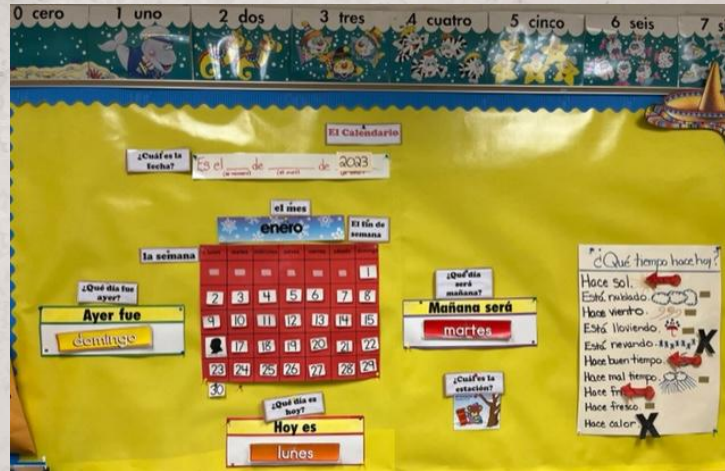 0 cero 1 uno 2 dos 3 tres 4 cuatro 5 cinco 6 seis 7
El Calendario
¿Cuál es la
fecha?
Es el ____ de ______ de 2023
el mes
enero
El fin de
semana
la semana
1
2 3 4 5 6 7 8
9 10 11 12 13 14 15
17 18 19 20 21 22
23 24 25 26 27 28 29
30
¿Qué día fue
ayer?
Ayer fue
domingo
¿Qué día
será
mañana?
Mañana será
martes
¿Cuál es la
estación?
¿Qué día es
hoy?
Hoy es
lunes
¿Qué tiempo hace hoy?
Hace sol.
Está nublado.
Hace viento.
Está lloviendo.
Está nevando.
Hace buen tiempo.
Hace mal tiempo.
Hace
Hace fresco.
Hace calor.